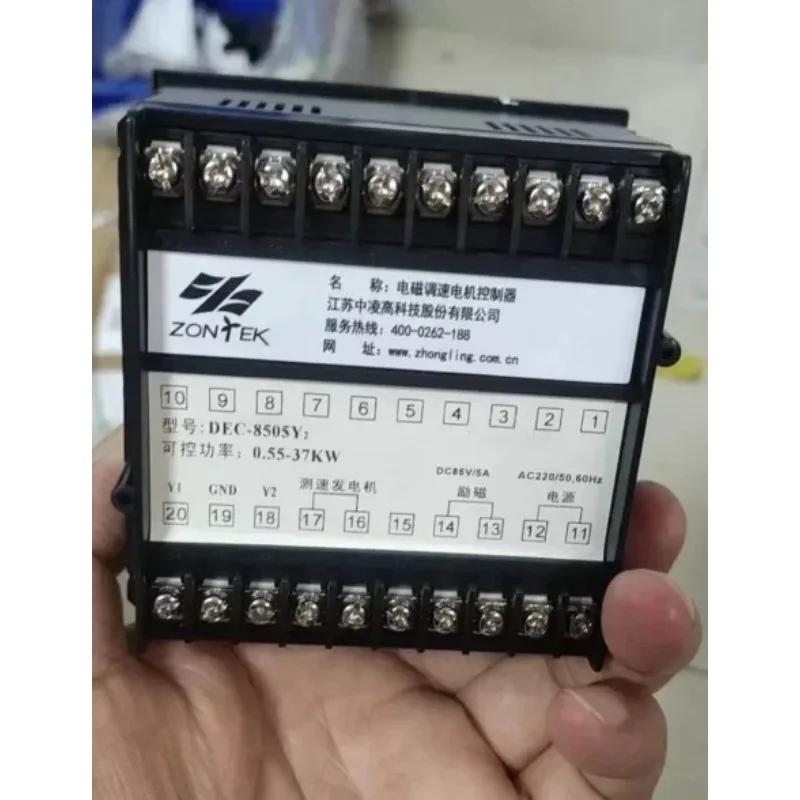 ZONTEK
名 称：电磁调速电机控制器
江苏中凌高科技股份有限公司
服务热线：400-0262-188
网 址：www.zhongling.com.cn
10 9 8 7 6 5 4 3 2 1
型号：DEC-8505Y₂
可控功率：0.55-37KW
DC85V/5A AC220/50,60Hz
Y1 GND Y2 测速发电机 励磁 电源
20 19 18 17 16 15 14 13 12 11